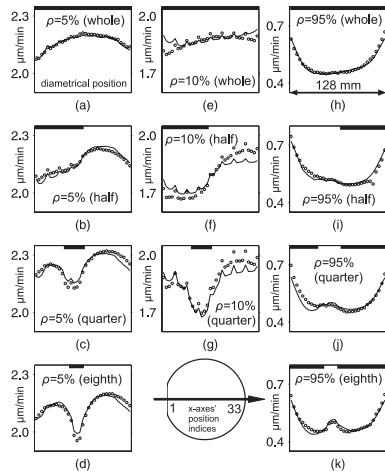 ρ=5% (whole)
μm/min
2.3
2.0
diametrical position
(a)
μm/min
2.0
1.7
ρ=10% (whole)
(e)
μm/min
0.7
0.4
ρ=95% (whole)
128 mm
(h)
μm/min
2.3
2.0
ρ=5% (half)
(b)
μm/min
2.0
1.7
ρ=10% (half)
(f)
μm/min
0.7
0.4
ρ=95% (half)
(i)
μm/min
2.3
2.0
ρ=5% (quarter)
(c)
μm/min
2.0
1.7
ρ=10%
(quarter)
(g)
μm/min
0.7
0.4
ρ=95%
(quarter)
(j)
μm/min
2.3
2.0
ρ=5% (eighth)
(d)
1
x-axes'
position
indices
33
μm/min
0.7
0.4
ρ=95% (eighth)
(k)